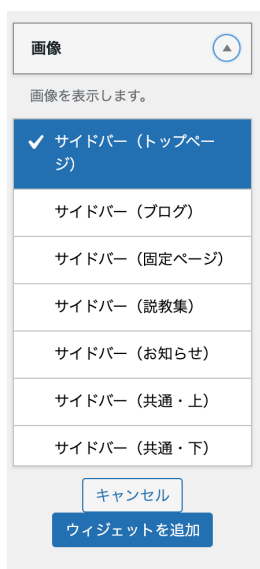 画像
画像を表示します。
サイドバー（トップペー
ジ）
サイドバー（ブログ）
サイドバー（固定ページ）
サイドバー（説教集）
サイドバー（お知らせ）
サイドバー（共通・上）
サイドバー（共通・下）
キャンセル
ウィジェットを追加